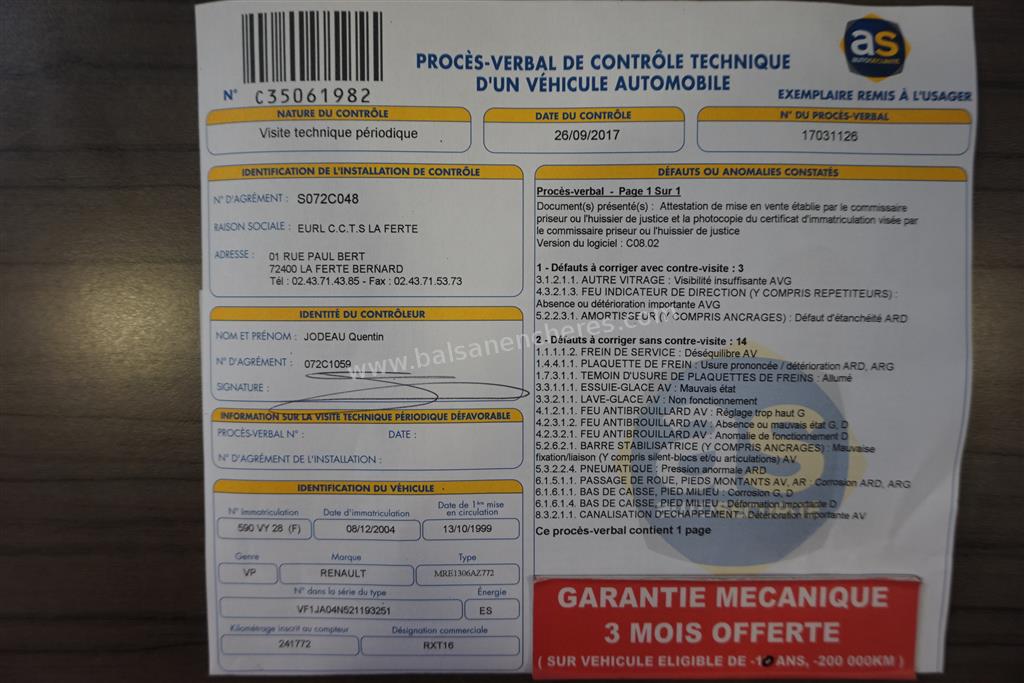 as
AUTOSECURITE
PROCÈS-VERBAL DE CONTRÔLE TECHNIQUE
D'UN VÉHICULE AUTOMOBILE
N° C35061982
EXEMPLAIRE REMIS À L'USAGER
NATURE DU CONTRÔLE
Visite technique périodique
DATE DU CONTRÔLE
26/09/2017
N° DU PROCÈS-VERBAL
17031126
IDENTIFICATION DE L'INSTALLATION DE CONTRÔLE
N° D'AGRÉMENT : S072C048
RAISON SOCIALE : EURL C.C.T.S LA FERTE
ADRESSE : 01 RUE PAUL BERT
72400 LA FERTE BERNARD
Tél : 02.43.71.43.85 - Fax : 02.43.71.53.73
IDENTITÉ DU CONTRÔLEUR
NOM ET PRÉNOM : JODEAU Quentin
N° D'AGRÉMENT : 072C1059
SIGNATURE :
INFORMATION SUR LA VISITE TECHNIQUE PÉRIODIQUE DÉFAVORABLE
PROCÈS-VERBAL N° : DATE :
N° D'AGRÉMENT DE L'INSTALLATION :
IDENTIFICATION DU VÉHICULE
N° immatriculation Date d'immatriculation Date de 1ère mise
en circulation
590 VY 28 (F) 08/12/2004 13/10/1999
Genre Marque Type
VP RENAULT MRE1306AZ772
N° dans la série du type Énergie
VF1JA04N521193251 ES
Kilométrage inscrit au compteur Désignation commerciale
241772 RXT16
DÉFAUTS OU ANOMALIES CONSTATÉS
Procès-verbal - Page 1 Sur 1
Document(s) présenté(s) : Attestation de mise en vente établie par le commissaire
priseur ou l'huissier de justice et la photocopie du certificat d'immatriculation visée par
le commissaire priseur ou l'huissier de justice
Version du logiciel : C08.02
1 - Défauts à corriger avec contre-visite : 3
3.1.2.1.1. AUTRE VITRAGE : Visibilité insuffisante AVG
4.3.2.1.3. FEU INDICATEUR DE DIRECTION (Y COMPRIS REPETITEURS) :
Absence ou détérioration importante AVG
5.2.2.3.1. AMORTISSEUR (Y COMPRIS ANCRAGES) : Défaut d'étanchéité ARD
2 - Défauts à corriger sans contre-visite : 14
1.1.1.1.2. FREIN DE SERVICE : Déséquilibre AV
1.4.4.1.1. PLAQUETTE DE FREIN : Usure prononcée / détérioration ARD, ARG
1.7.3.1.1. TEMOIN D'USURE DE PLAQUETTES DE FREINS : Allumé
3.3.1.1.1. ESSUIE-GLACE AV : Mauvais état
3.3.2.1.1. LAVE-GLACE AV : Non fonctionnement
4.1.2.1.1. FEU ANTIBROUILLARD AV : Réglage trop haut G
4.2.3.1.2. FEU ANTIBROUILLARD AV : Absence ou mauvais état G, D
4.2.3.2.1. FEU ANTIBROUILLARD AV : Anomalie de fonctionnement D
5.2.6.2.1. BARRE STABILISATRICE (Y COMPRIS ANCRAGES) : Mauvaise
fixation/liaison (Y compris silent-blocs et/ou articulations) AV
5.3.2.2.4. PNEUMATIQUE : Pression anormale ARD
6.1.5.1.1. PASSAGE DE ROUE, PIEDS MONTANTS AV, AR : Corrosion ARD, ARG
6.1.6.1.1. BAS DE CAISSE, PIED MILIEU : Corrosion G, D
6.1.6.1.4. BAS DE CAISSE, PIED MILIEU : Déformation importante D
8.3.2.1.1. CANALISATION D'ECHAPPEMENT : Détérioration importante AV
Ce procès-verbal contient 1 page
GARANTIE MECANIQUE
3 MOIS OFFERTE
( SUR VEHICULE ELIGIBLE DE -10 ANS, -200 000KM )
www.balsanencheres.com